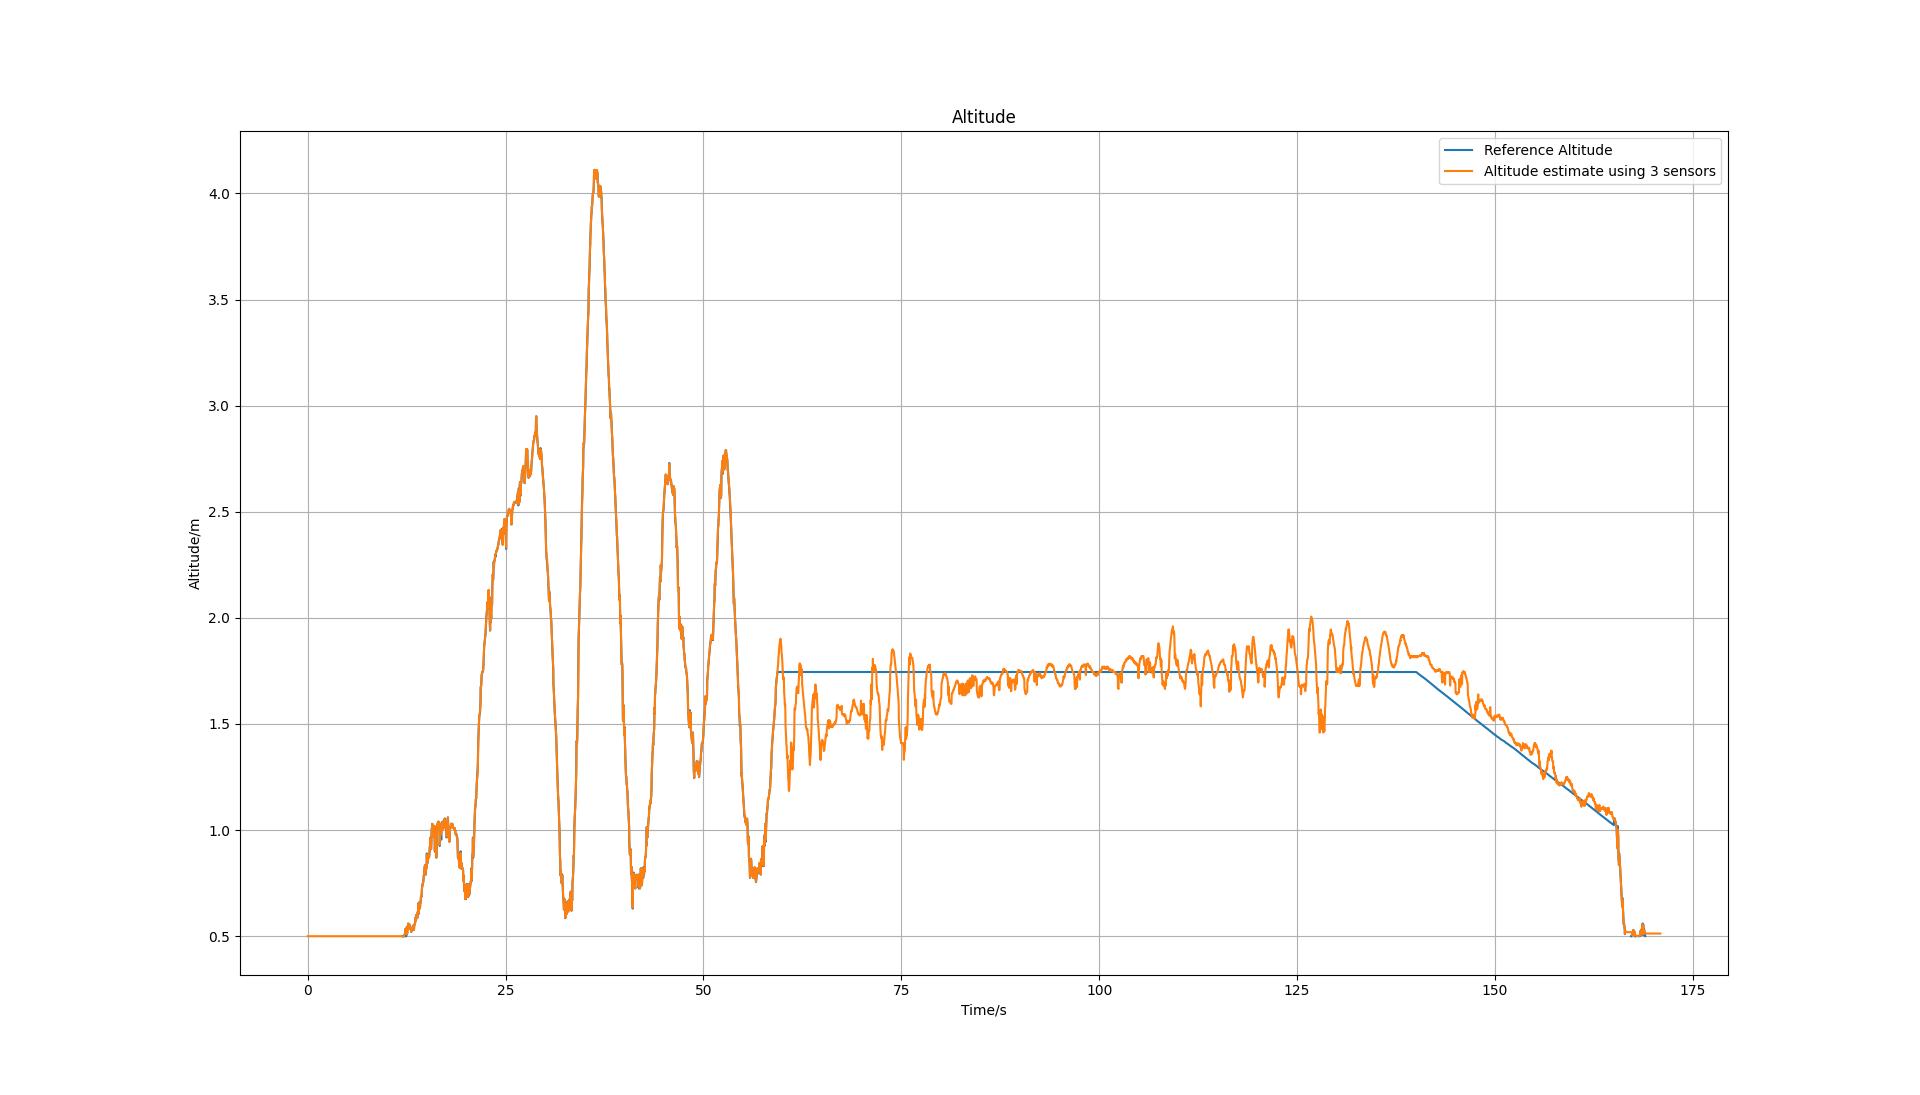 Altitude
Reference Altitude
Altitude estimate using 3 sensors
Altitude/m
4.0
3.5
3.0
2.5
2.0
1.5
1.0
0.5
0 25 50 75 100 125 150 175
Time/s